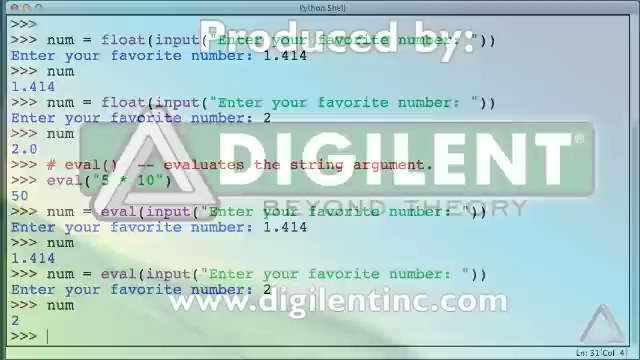 Python Shell
>>>
>>> num = float(input("Enter your favorite number: "))
Produced by:
Enter your favorite number: 1.414
>>> num
1.414
>>> num = float(input("Enter your favorite number: "))
Enter your favorite number: 2
>>> num
2.0
>>> # eval() -- evaluates the string argument.
DIGILENT®
>>> eval("5 * 10")
50
BEYOND THEORY
>>> num = eval(input("Enter your favorite number: "))
Enter your favorite number: 1.414
>>> num
1.414
>>> num = eval(input("Enter your favorite number: "))
Enter your favorite number: 2
www.digilentinc.com
>>> num
2
>>>
Ln: 31 Col: 4